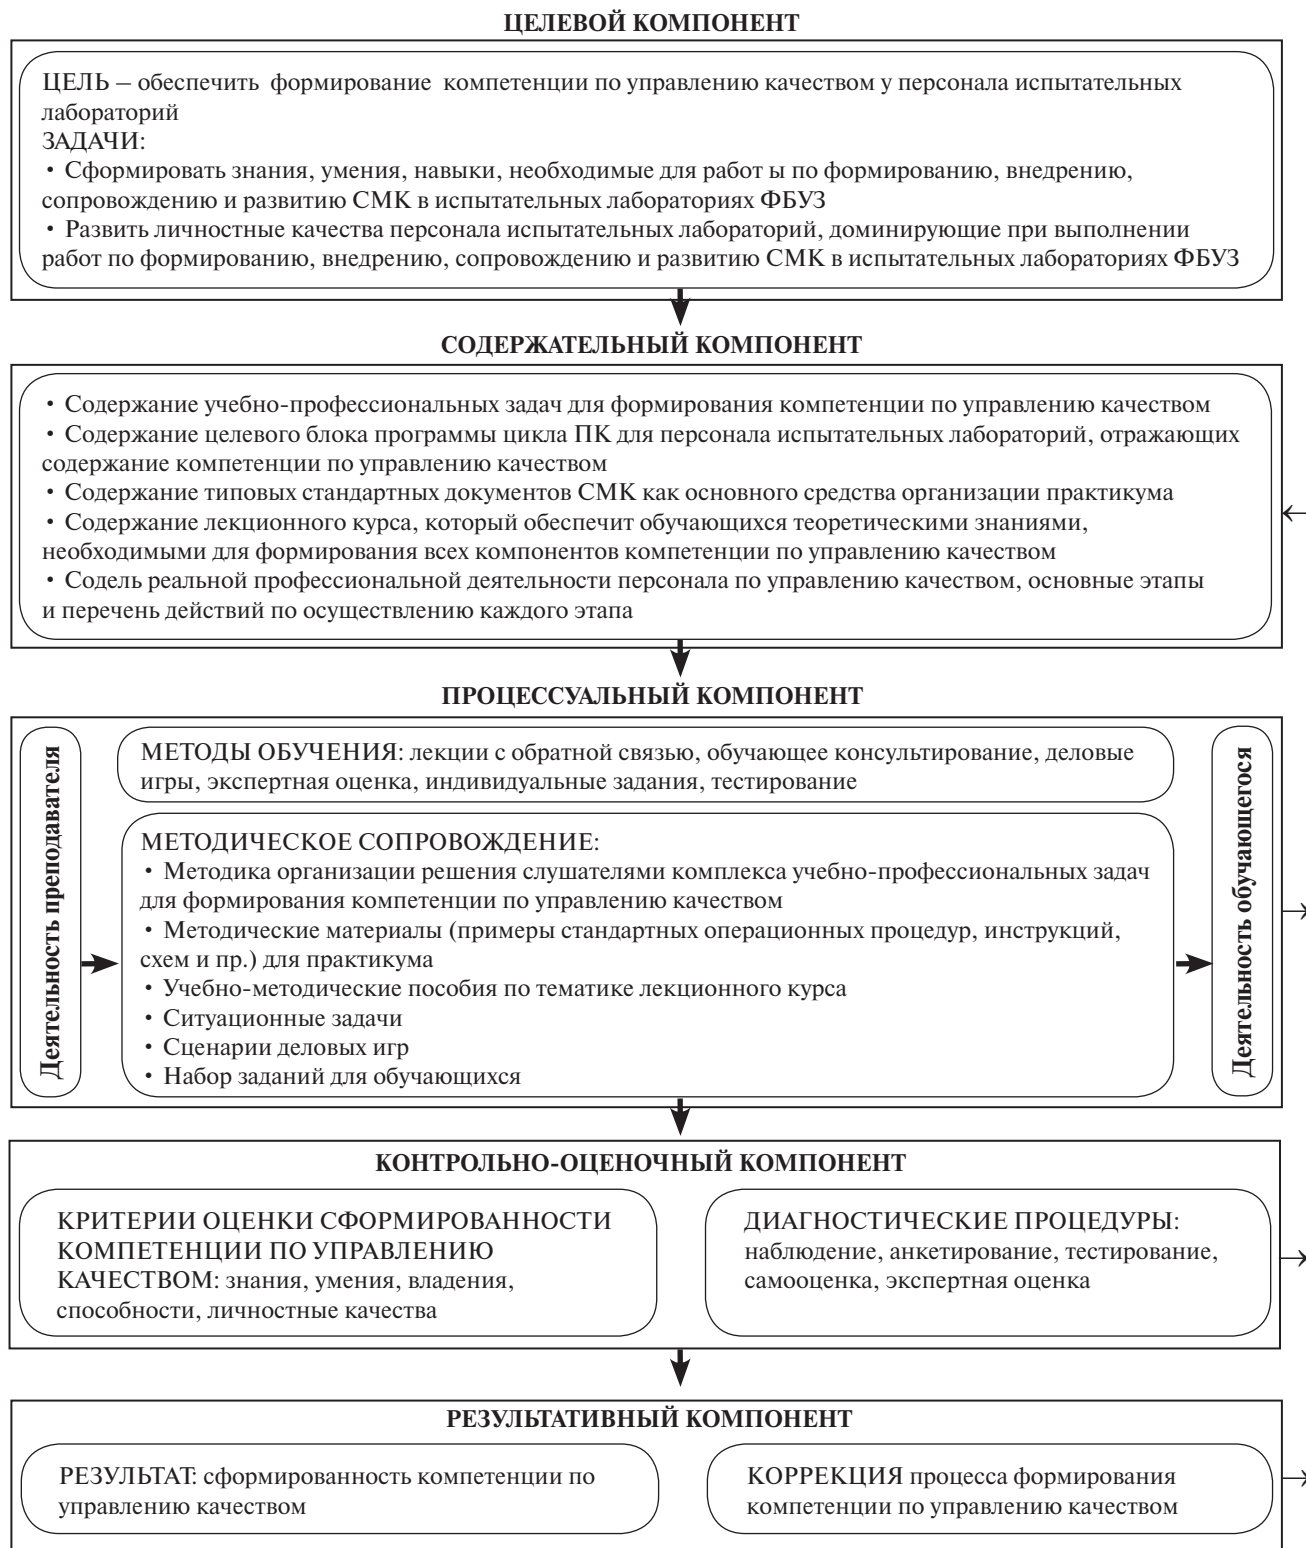 ЦЕЛЕВОЙ КОМПОНЕНТ
ЦЕЛЬ – обеспечить формирование компетенции по управлению качеством у персонала испытательных
лабораторий
ЗАДАЧИ:
• Сформировать знания, умения, навыки, необходимые для работ ы по формированию, внедрению,
сопровождению и развитию СМК в испытательных лабораториях ФБУЗ
• Развить личностные качества персонала испытательных лабораторий, доминирующие при выполнении
работ по формированию, внедрению, сопровождению и развитию СМК в испытательных лабораториях ФБУЗ
СОДЕРЖАТЕЛЬНЫЙ КОМПОНЕНТ
• Содержание учебно-профессиональных задач для формирования компетенции по управлению качеством
• Содержание целевого блока программы цикла ПК для персонала испытательных лабораторий, отражающих
содержание компетенции по управлению качеством
• Содержание типовых стандартных документов СМК как основного средства организации практикума
• Содержание лекционного курса, который обеспечит обучающихся теоретическими знаниями,
необходимыми для формирования всех компонентов компетенции по управлению качеством
• Содель реальной профессиональной деятельности персонала по управлению качеством, основные этапы
и перечень действий по осуществлению каждого этапа
ПРОЦЕССУАЛЬНЫЙ КОМПОНЕНТ
Деятельность преподавателя
МЕТОДЫ ОБУЧЕНИЯ: лекции с обратной связью, обучающее консультирование, деловые
игры, экспертная оценка, индивидуальные задания, тестирование
МЕТОДИЧЕСКОЕ СОПРОВОЖДЕНИЕ:
• Методика организации решения слушателями комплекса учебно-профессиональных задач
для формирования компетенции по управлению качеством
• Методические материалы (примеры стандартных операционных процедур, инструкций,
схем и пр.) для практикума
• Учебно-методические пособия по тематике лекционного курса
• Ситуационные задачи
• Сценарии деловых игр
• Набор заданий для обучающихся
Деятельность обучающегося
КОНТРОЛЬНО-ОЦЕНОЧНЫЙ КОМПОНЕНТ
КРИТЕРИИ ОЦЕНКИ СФОРМИРОВАННОСТИ
КОМПЕТЕНЦИИ ПО УПРАВЛЕНИЮ
КАЧЕСТВОМ: знания, умения, владения,
способности, личностные качества
ДИАГНОСТИЧЕСКИЕ ПРОЦЕДУРЫ:
наблюдение, анкетирование, тестирование,
самооценка, экспертная оценка
РЕЗУЛЬТАТИВНЫЙ КОМПОНЕНТ
РЕЗУЛЬТАТ: сформированность компетенции по
управлению качеством
КОРРЕКЦИЯ процесса формирования
компетенции по управлению качеством